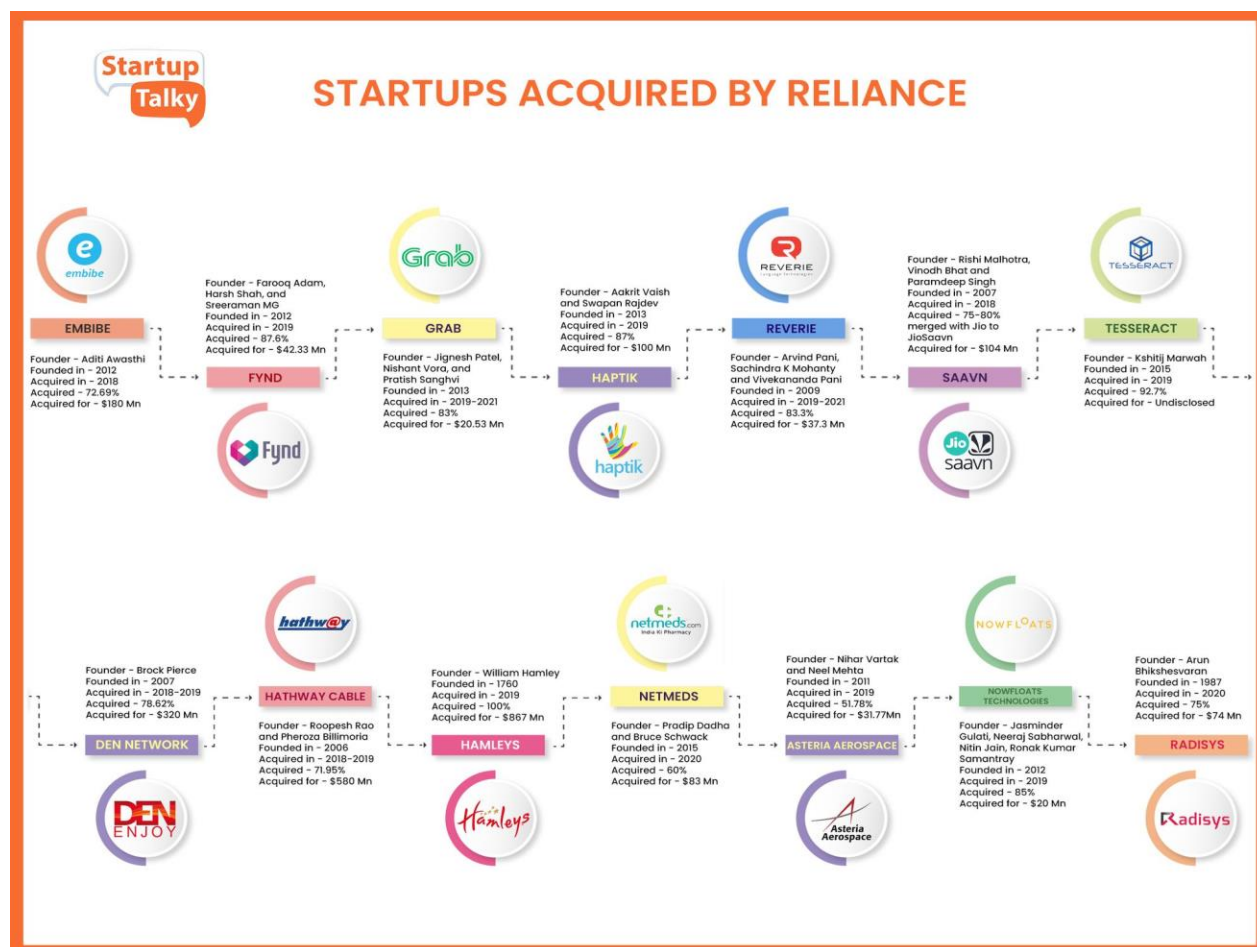 Startup
Talky
STARTUPS ACQUIRED BY RELIANCE
e
embibe
EMBIBE
Founder - Aditi Awasthi
Founded in - 2012
Acquired in - 2018
Acquired - 72.69%
Acquired for - $180 Mn
Founder - Farooq Adam,
Harsh Shah, and
Sreeraman MG
Founded in - 2012
Acquired in - 2019
Acquired - 87.6%
Acquired for - $42.33 Mn
FYND
Fynd
Grab
GRAB
Founder - Jignesh Patel,
Nishant Vora, and
Pratish Sanghvi
Founded in - 2013
Acquired in - 2019-2021
Acquired - 83%
Acquired for - $20.53 Mn
Founder - Aakrit Vaish
and Swapan Rajdev
Founded in - 2013
Acquired in - 2019
Acquired - 87%
Acquired for - $100 Mn
HAPTIK
haptik
REVERIE
Language Technologies
REVERIE
Founder - Arvind Pani,
Sachindra K Mohanty
and Vivekananda Pani
Founded in - 2009
Acquired in - 2019-2021
Acquired - 83.3%
Acquired for - $37.3 Mn
Founder - Rishi Malhotra,
Vinodh Bhat and
Paramdeep Singh
Founded in - 2007
Acquired in - 2018
Acquired - 75-80%
merged with Jio to
JioSaavn
Acquired for - $104 Mn
SAAVN
Jio
saavn
TESSERACT
TESSERACT
Founder - Kshitij Marwah
Founded in - 2015
Acquired in - 2019
Acquired - 92.7%
Acquired for - Undisclosed
Founder - Brock Pierce
Founded in - 2007
Acquired in - 2018-2019
Acquired - 78.62%
Acquired for - $320 Mn
DEN NETWORK
DEN
ENJOY
hathw@y
HATHWAY CABLE
Founder - Roopesh Rao
and Pheroza Billimoria
Founded in - 2006
Acquired in - 2018-2019
Acquired - 71.95%
Acquired for - $580 Mn
Founder - William Hamley
Founded in - 1760
Acquired in - 2019
Acquired - 100%
Acquired for - $867 Mn
HAMLEYS
Hamleys
netmeds.com
India Ki Pharmacy
NETMEDS
Founder - Pradip Dadha
and Bruce Schwack
Founded in - 2015
Acquired in - 2020
Acquired - 60%
Acquired for - $83 Mn
Founder - Nihar Vartak
and Neel Mehta
Founded in - 2011
Acquired in - 2019
Acquired - 51.78%
Acquired for - $31.77Mn
ASTERIA AEROSPACE
Asteria
Aerospace
NOWFLOATS
NOWFLOATS
TECHNOLOGIES
Founder - Jasminder
Gulati, Neeraj Sabharwal,
Nitin Jain, Ronak Kumar
Samantray
Founded in - 2012
Acquired in - 2019
Acquired - 85%
Acquired for - $20 Mn
Founder - Arun
Bhikshesvaran
Founded in - 1987
Acquired in - 2020
Acquired - 75%
Acquired for - $74 Mn
RADISYS
Radisys